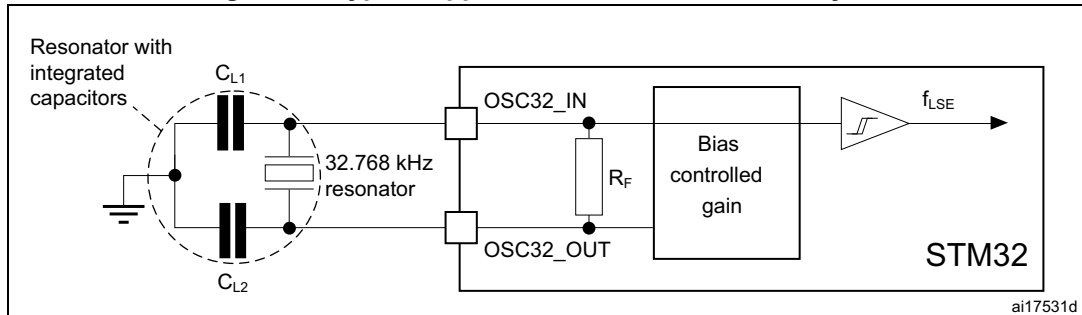 Resonator with
integrated
capacitors
CL1
OSC32_IN
fLSE
Bias
controlled
gain
32.768 kHz
resonator
RF
OSC32_OUT
STM32
CL2
ai17531d